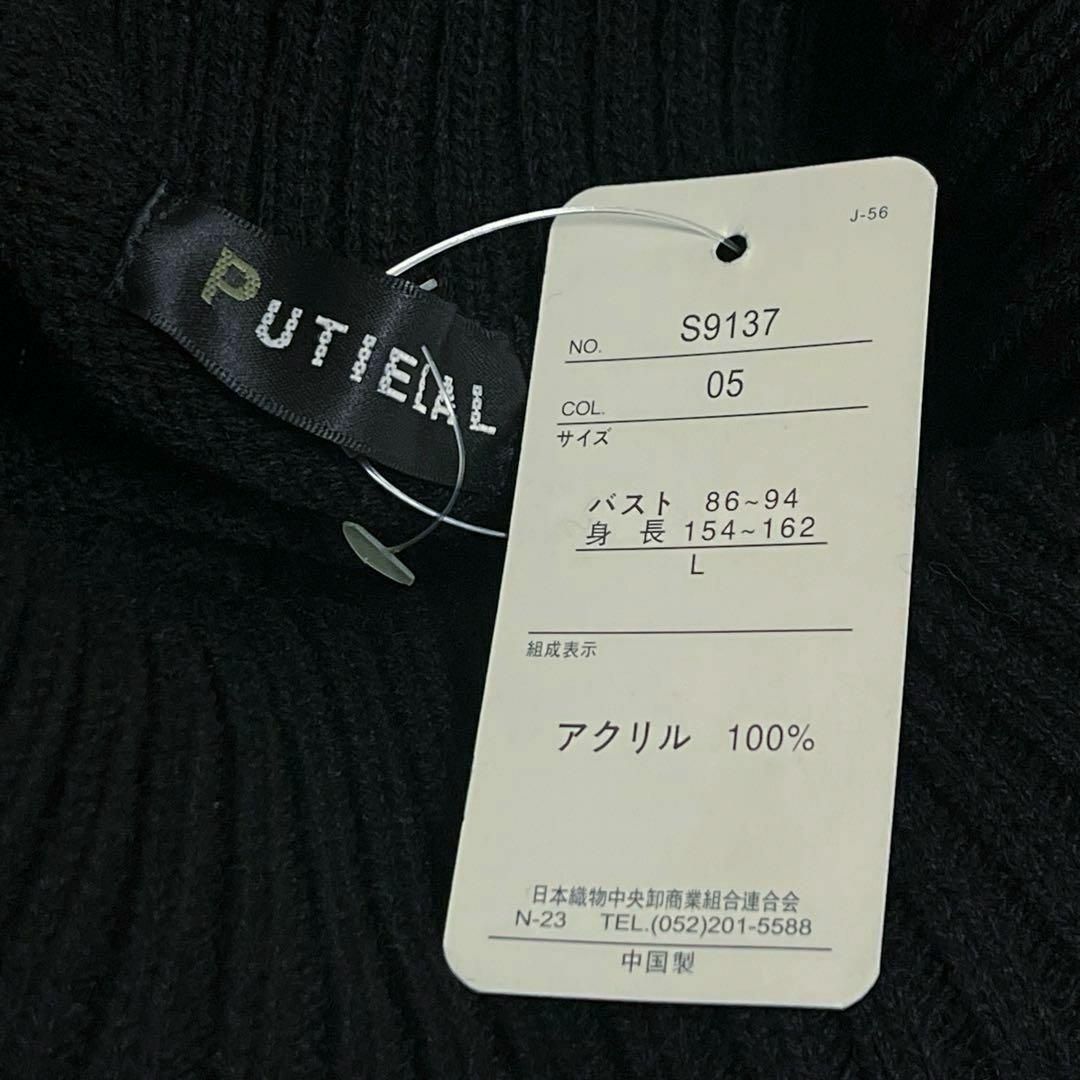 PUTIEAL
J-56
NO. S9137
COL. 05
サイズ
バスト 86~94
身 長 154~162
L
組成表示
アクリル 100%
日本織物中央卸商業組合連合会
N-23 TEL.(052)201-5588
中国製